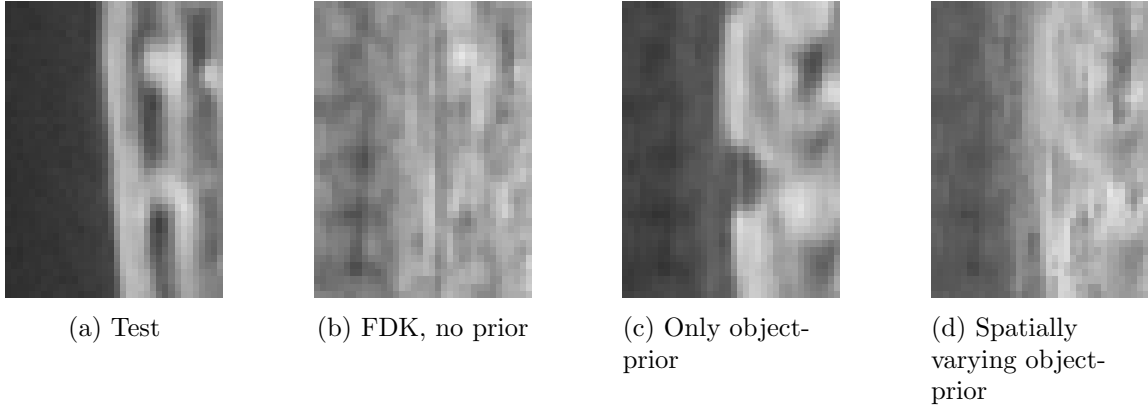 (a) Test
(b) FDK, no prior
(c) Only object-
prior
(d) Spatially
varying object-
prior